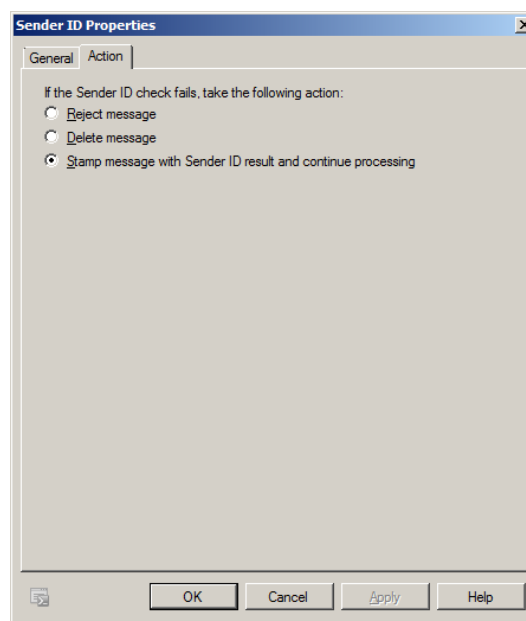 Sender ID Properties
General Action
If the Sender ID check fails, take the following action:
Reject message
Delete message
Stamp message with Sender ID result and continue processing
OK Cancel Apply Help